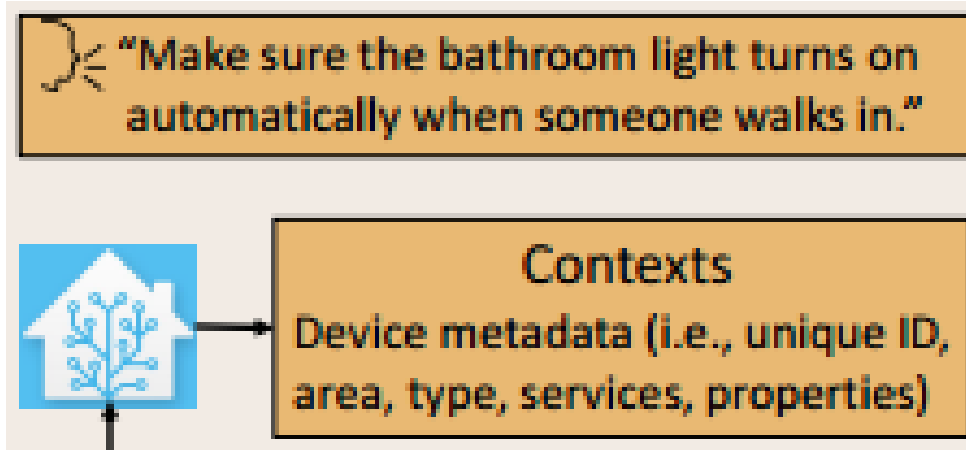 “Make sure the bathroom light turns on
automatically when someone walks in.”
Contexts
Device metadata (i.e., unique ID,
area, type, services, properties)